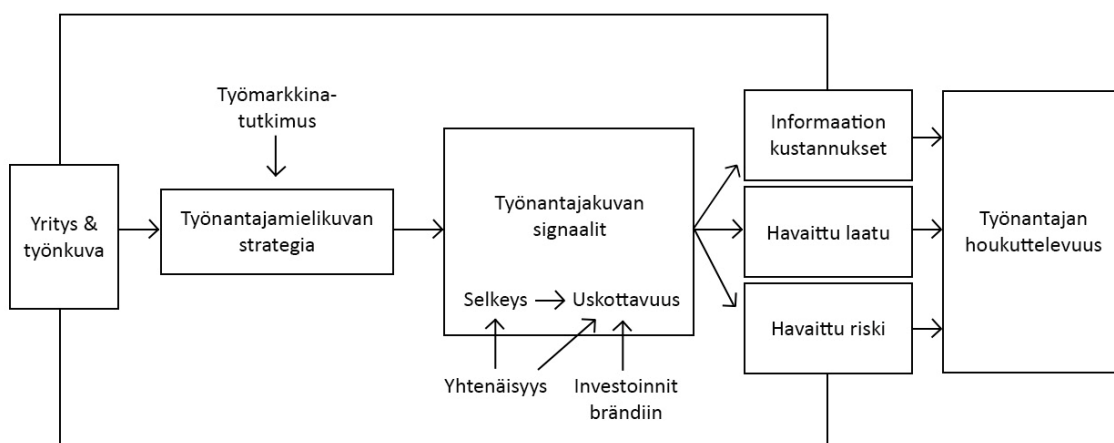 Työmarkkina-
tutkimus
Yritys &
työnkuva
Työnantajamielikuvan
strategia
Työnantajakuvan
signaalit
Selkeys
Uskottavuus
Yhtenäisyys
Investoinnit
brändiin
Informaation
kustannukset
Havaittu laatu
Havaittu riski
Työnantajan
houkuttelevuus